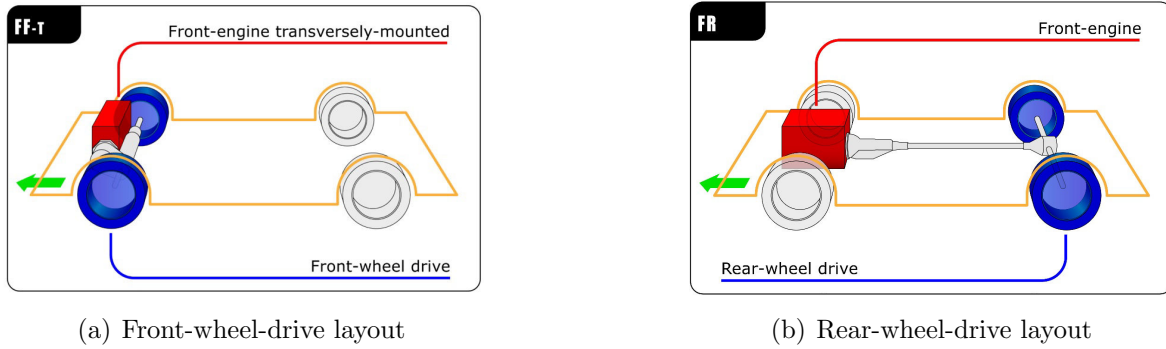 FF-T
Front-engine transversely-mounted
Front-wheel drive
(a) Front-wheel-drive layout
FR
Front-engine
Rear-wheel drive
(b) Rear-wheel-drive layout